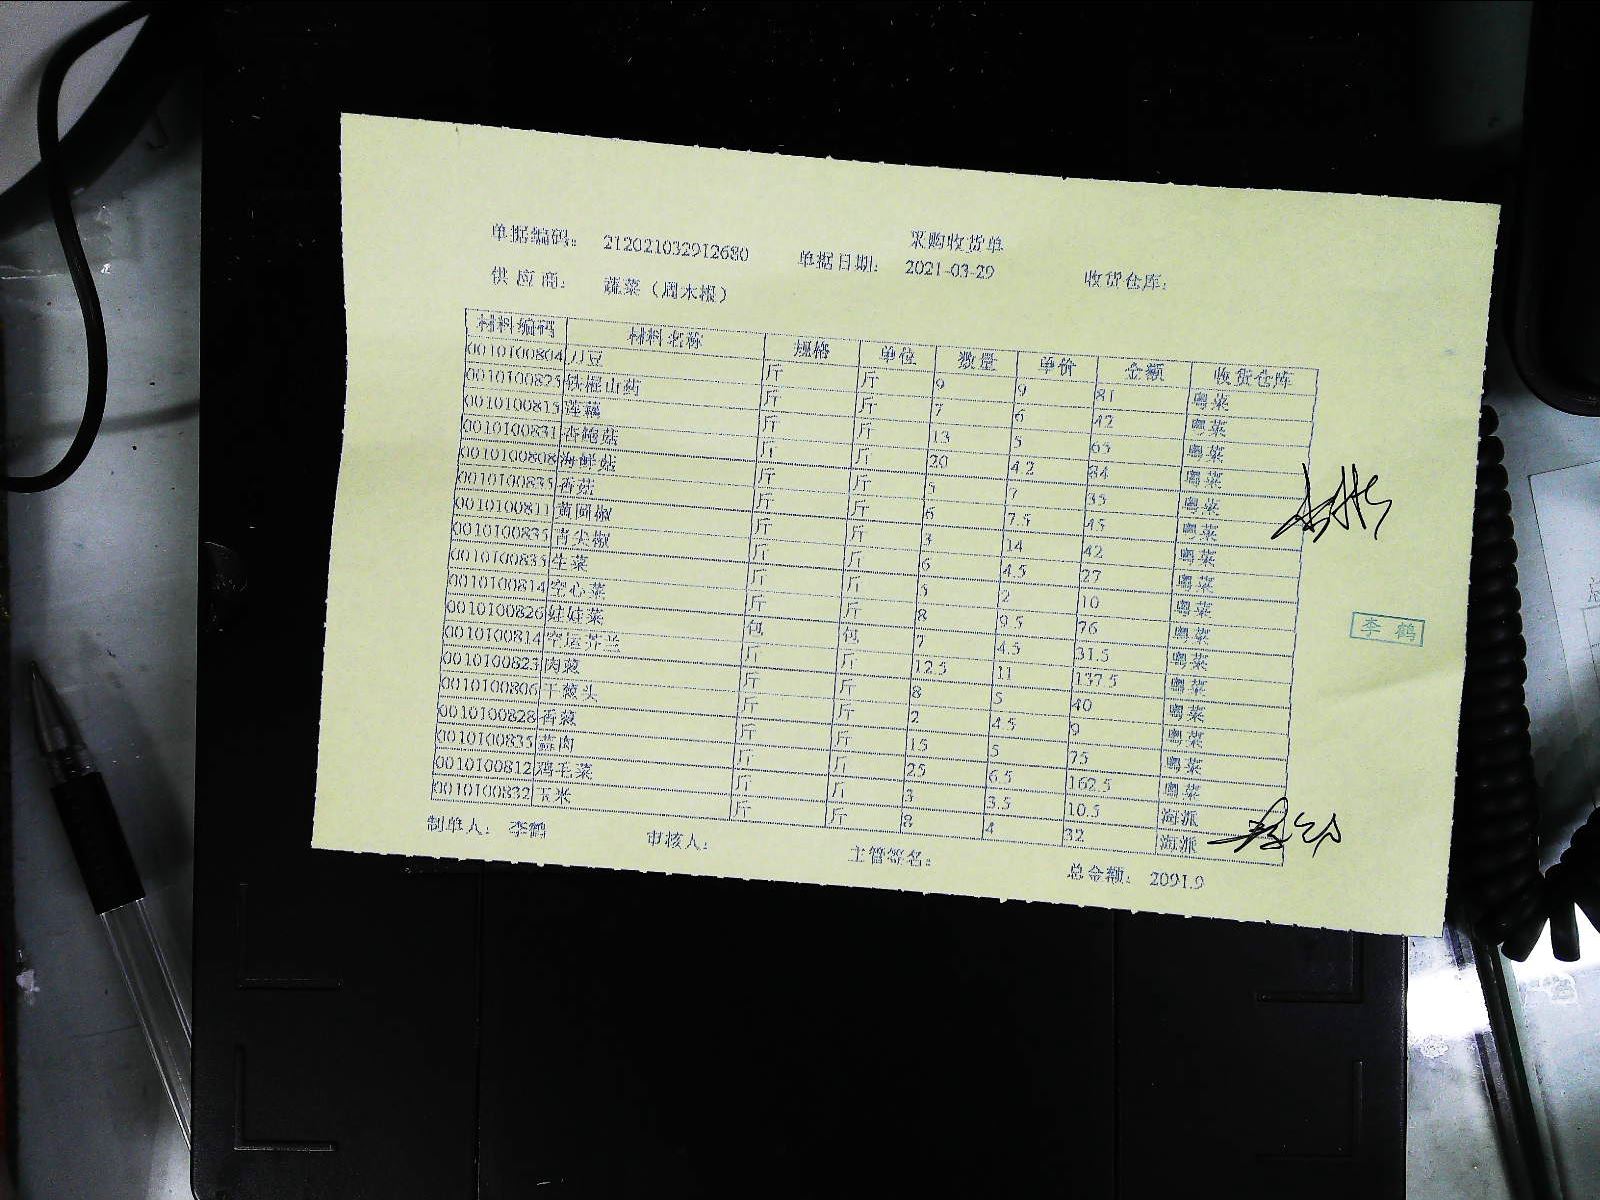 采购收货单
单据编码： 212021032912680 单据日期： 2021-03-29 收货仓库：
供 应 商： 蔬菜（周木根）
材料编码 材料名称 规格 单位 数量 单价 金额 收货仓库
0010100804 刀豆 斤 斤 9 9 81 粤菜
0010100825 铁棍山药 斤 斤 7 6 42 粤菜
0010100815 莲藕 斤 斤 13 5 65 粤菜
0010100831 杏鲍菇 斤 斤 20 4.2 84 粤菜
0010100808 海鲜菇 斤 斤 5 7 35 粤菜
0010100835 香菇 斤 斤 6 7.5 45 粤菜
0010100811 黄圆椒 斤 斤 3 14 42 粤菜
0010100835 青尖椒 斤 斤 6 4.5 27 粤菜
0010100835 生菜 斤 斤 5 2 10 粤菜
0010100814 空心菜 斤 斤 8 9.5 76 粤菜
0010100826 娃娃菜 包 包 7 4.5 31.5 粤菜
0010100814 空运芥兰 斤 斤 12.5 11 137.5 粤菜
0010100823 肉 斤 斤 8 5 40 粤菜
0010100806 干葱头 斤 斤 2 4.5 9 粤菜
0010100828 香 斤 斤 15 5 75 粤菜
0010100835 蒜肉 斤 斤 25 6.5 162.5 粤菜
0010100812 鸡毛菜 斤 斤 3 3.5 10.5 海派
0010100832 玉米 斤 斤 8 4 32 海派
李 鹤
制单人： 李鹤 审核人： 主管签名： 总金额： 2091.9